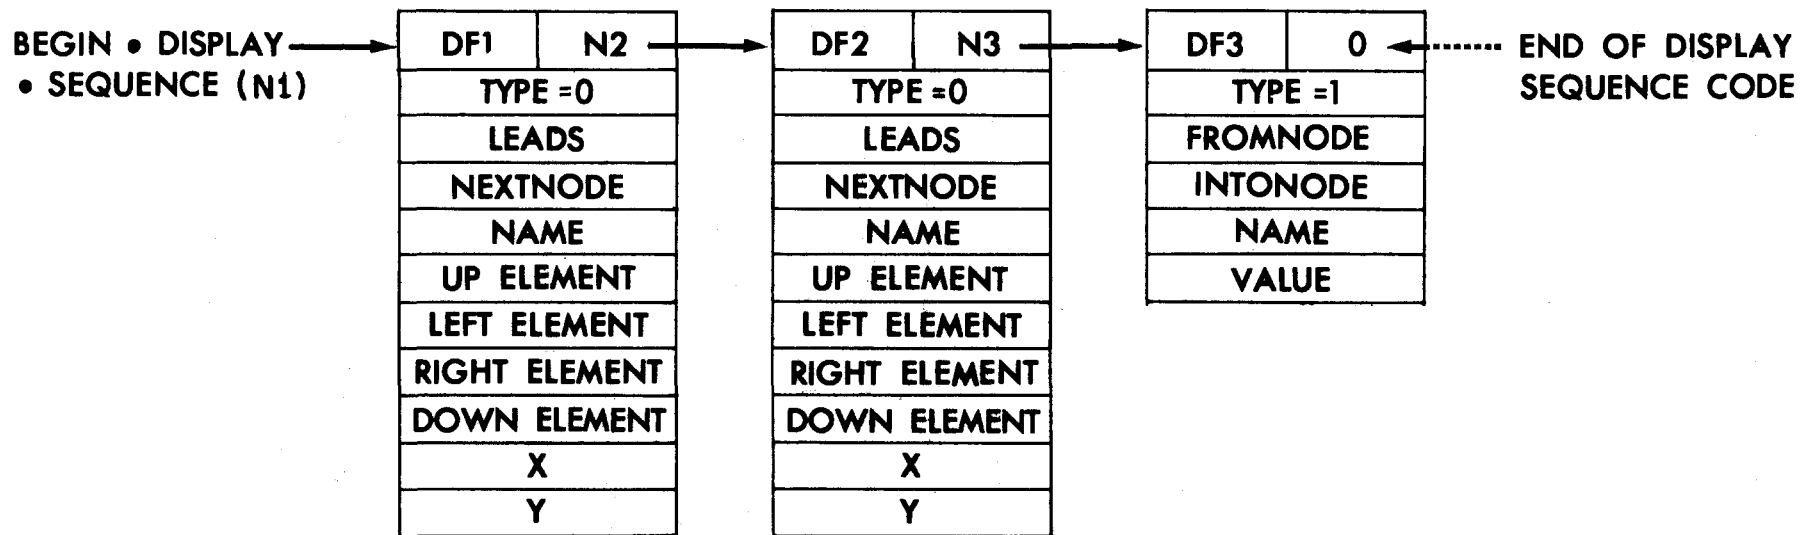 BEGIN • DISPLAY
• SEQUENCE (N1)
DF1 N2
TYPE =0
LEADS
NEXTNODE
NAME
UP ELEMENT
LEFT ELEMENT
RIGHT ELEMENT
DOWN ELEMENT
X
Y
DF2 N3
TYPE =0
LEADS
NEXTNODE
NAME
UP ELEMENT
LEFT ELEMENT
RIGHT ELEMENT
DOWN ELEMENT
X
Y
DF3 0
TYPE =1
FROMNODE
INTONODE
NAME
VALUE
END OF DISPLAY
SEQUENCE CODE